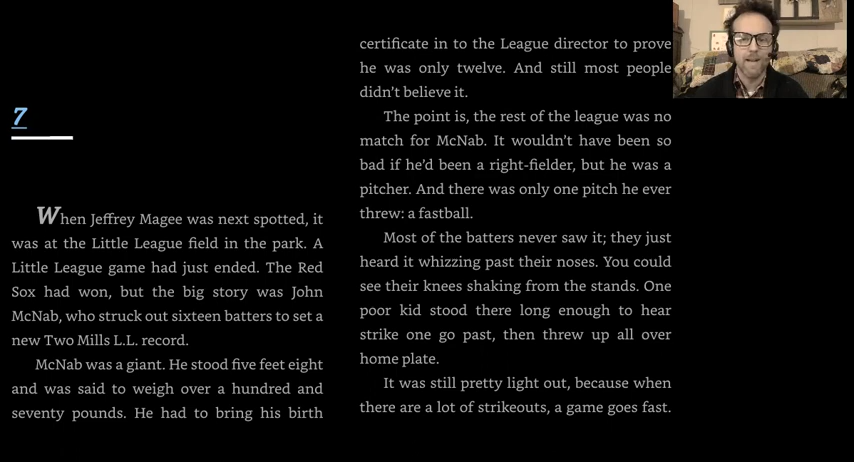 7
When Jeffrey Magee was next spotted, it
was at the Little League field in the park. A
Little League game had just ended. The Red
Sox had won, but the big story was John
McNab, who struck out sixteen batters to set a
new Two Mills L.L. record.
McNab was a giant. He stood five feet eight
and was said to weigh over a hundred and
seventy pounds. He had to bring his birth
certificate in to the League director to prove
he was only twelve. And still most people
didn't believe it.
The point is, the rest of the league was no
match for McNab. It wouldn't have been so
bad if he'd been a right-fielder, but he was a
pitcher. And there was only one pitch he ever
threw: a fastball.
Most of the batters never saw it; they just
heard it whizzing past their noses. You could
see their knees shaking from the stands. One
poor kid stood there long enough to hear
strike one go past, then threw up all over
home plate.
It was still pretty light out, because when
there are a lot of strikeouts, a game goes fast.